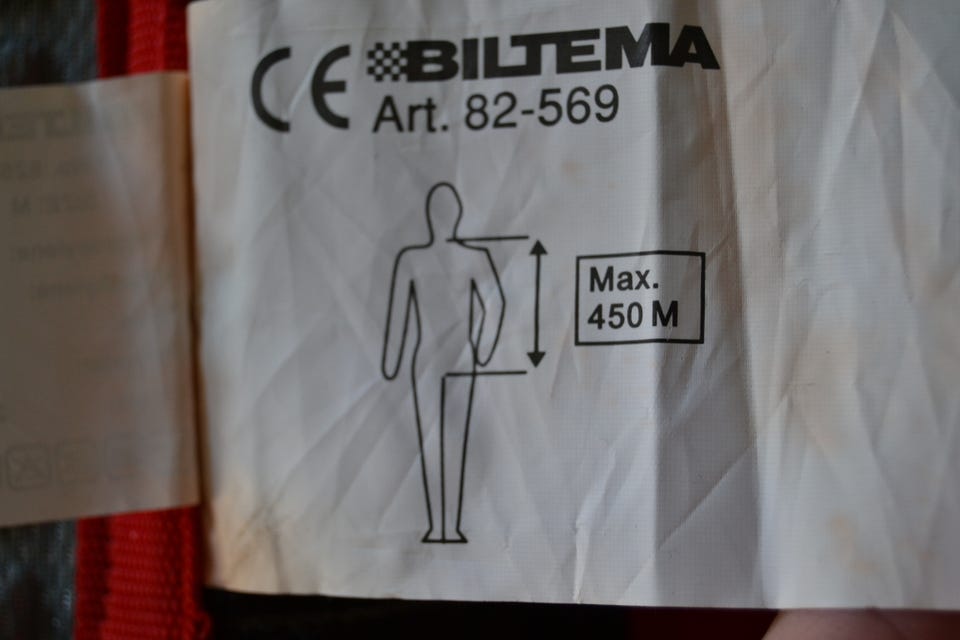 CE BILTEMA
Art. 82-569
Max.
450 M